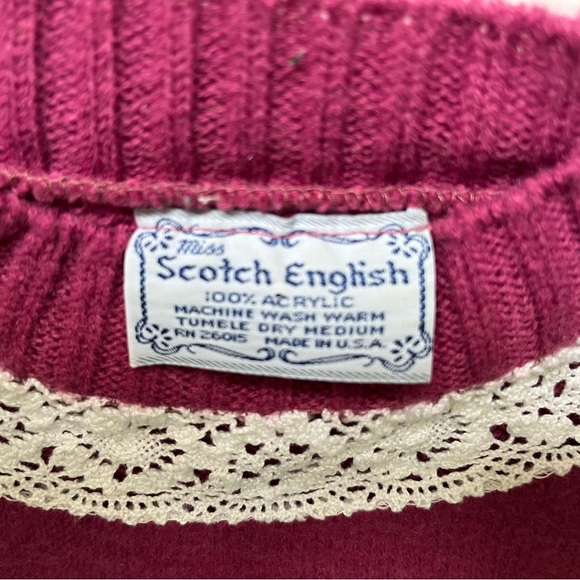 Miss
Scotch English
100% ACRYLIC
MACHINE WASH WARM
TUMBLE DRY MEDIUM
RN 26015 MADE IN U.S.A.